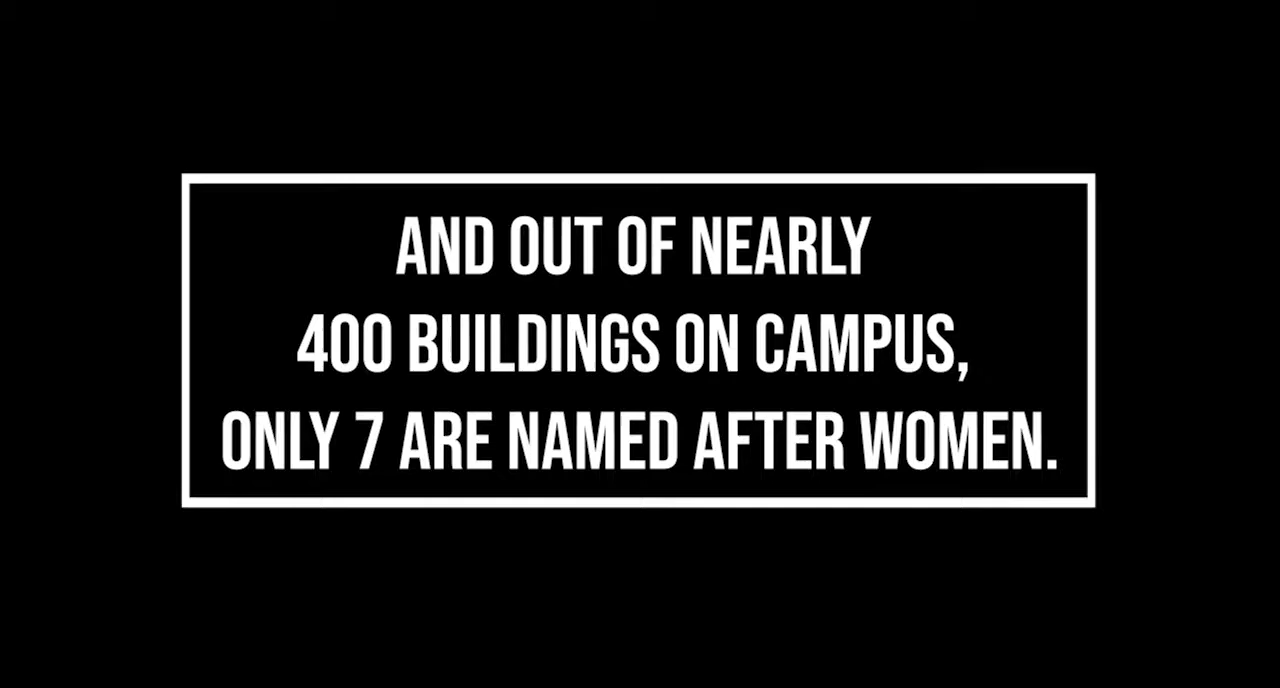 AND OUT OF NEARLY
400 BUILDINGS ON CAMPUS,
ONLY 7 ARE NAMED AFTER WOMEN.